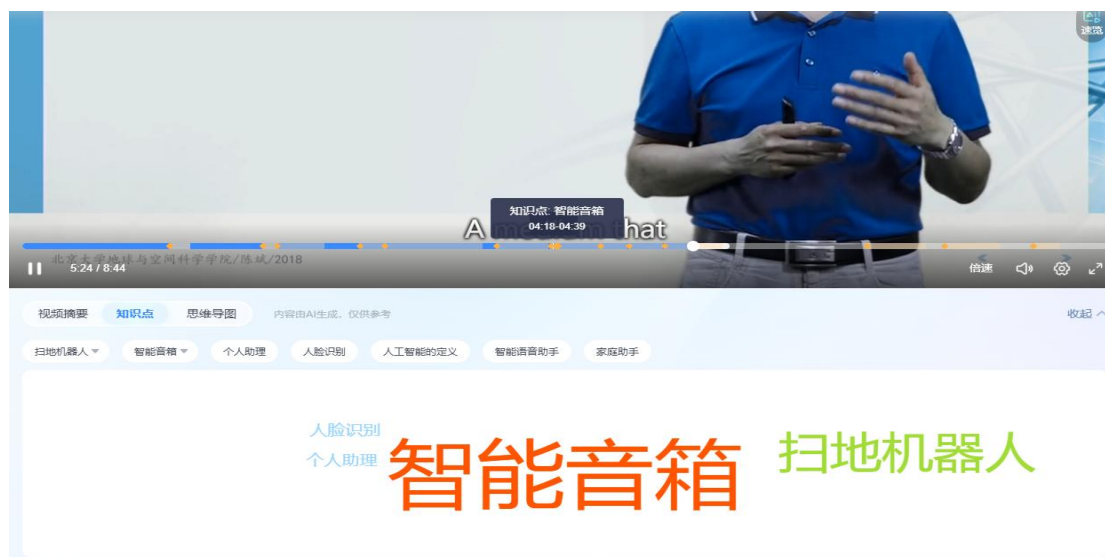 速览
知识点: 智能音箱
04:18-04:39
A that
北京大学地球与空间科学学院/陈斌/2018
5:24 / 8:44
倍速
视频摘要 知识点 思维导图 内容由AI生成,仅供参考 收起
扫地机器人 智能音箱 个人助理 人脸识别 人工智能的定义 智能语音助手 家庭助手
人脸识别
个人助理
智能音箱
扫地机器人